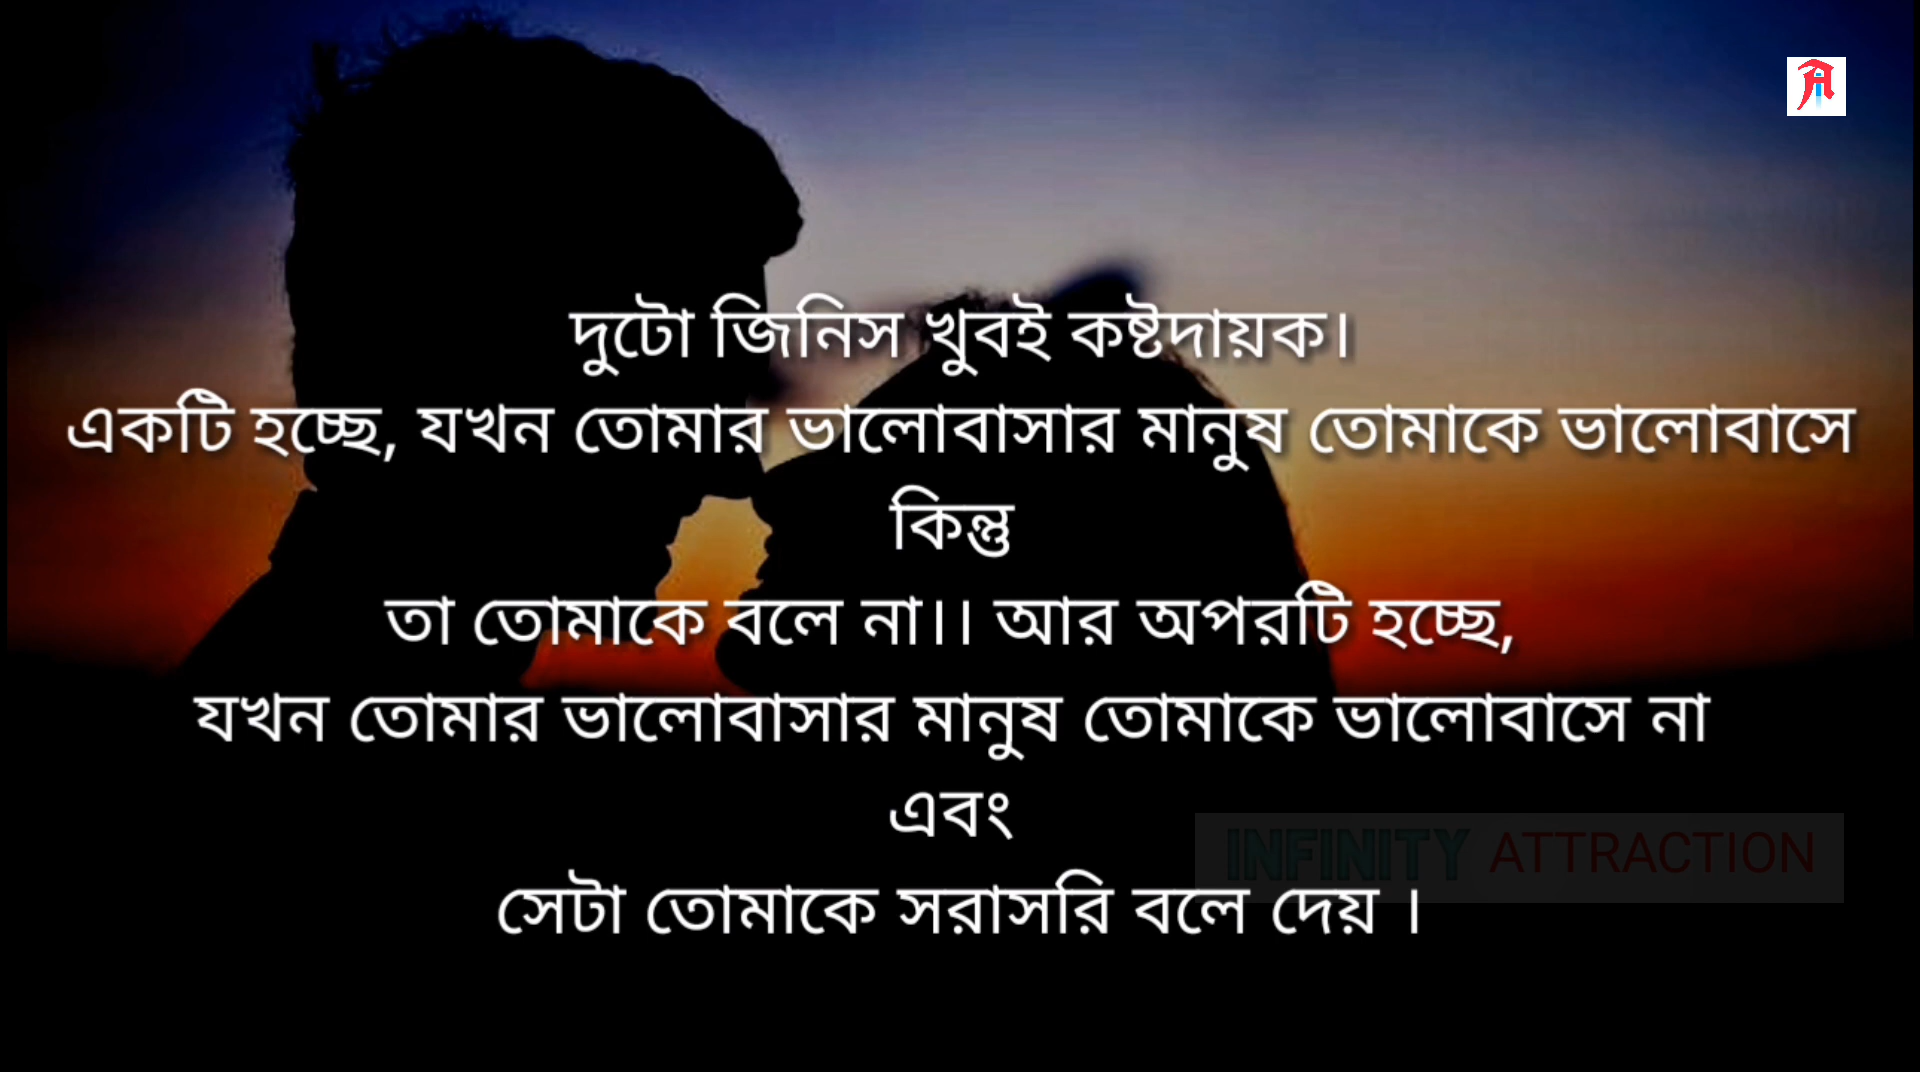 দুটো জিনিস খুবই কষ্টদায়ক।
একটি হচ্ছে, যখন তোমার ভালোবাসার মানুষ তোমাকে ভালোবাসে
কিন্তু
তা তোমাকে বলে না।। আর অপরটি হচ্ছে,
যখন তোমার ভালোবাসার মানুষ তোমাকে ভালোবাসে না
এবং
INFINITY ATTRACTION
সেটা তোমাকে সরাসরি বলে দেয় ।